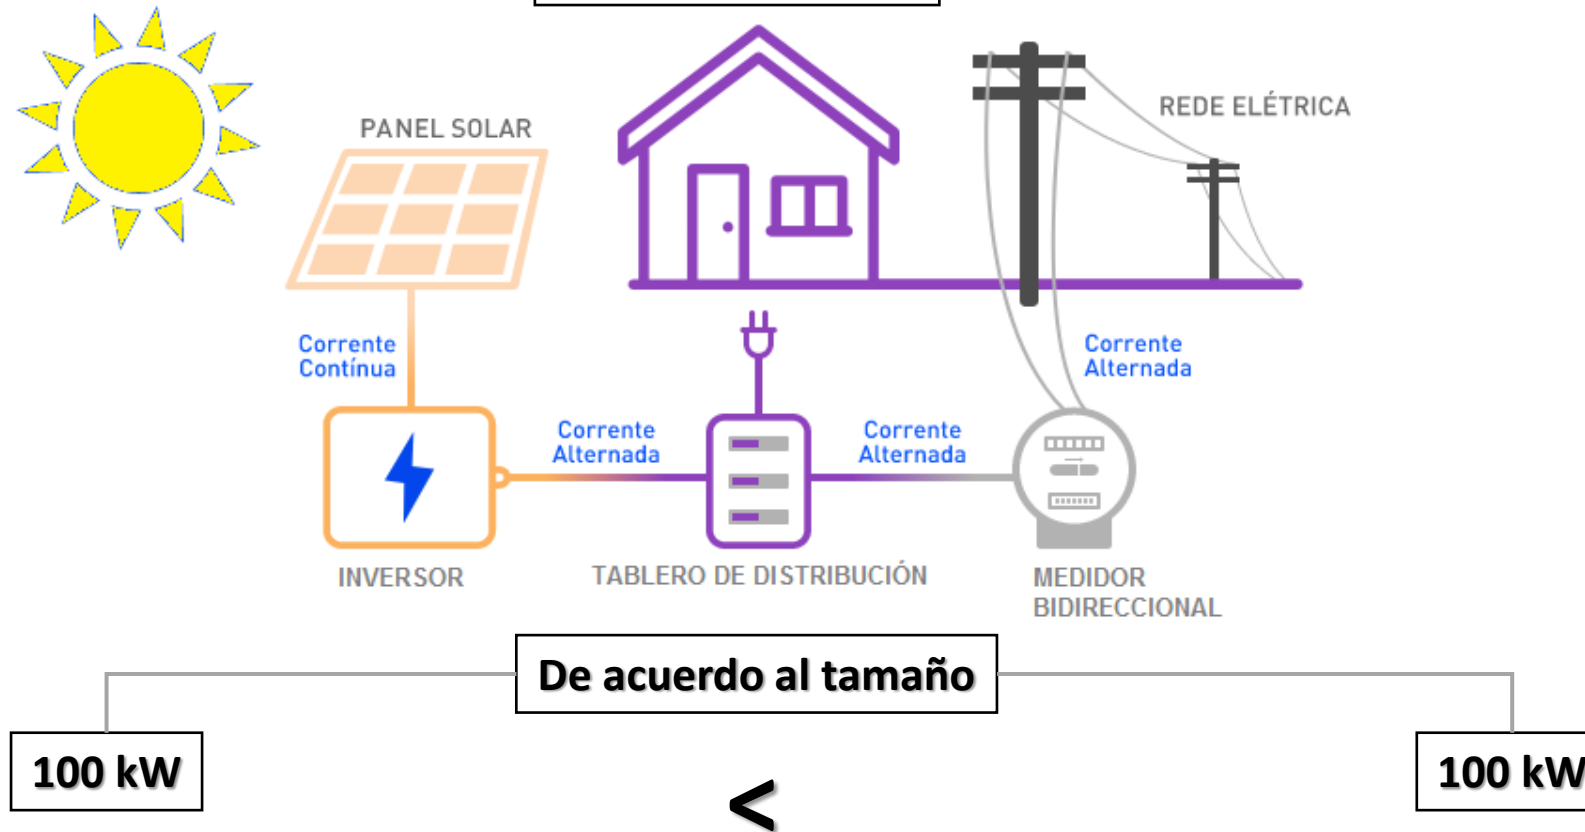 PANEL SOLAR
REDE ELÉTRICA
Corrente
Contínua
Corrente
Alternada
Corrente
Alternada
Corrente
Alternada
INVERSOR
TABLERO DE DISTRIBUCIÓN
MEDIDOR
BIDIRECCIONAL
De acuerdo al tamaño
100 kW
<
100 kW